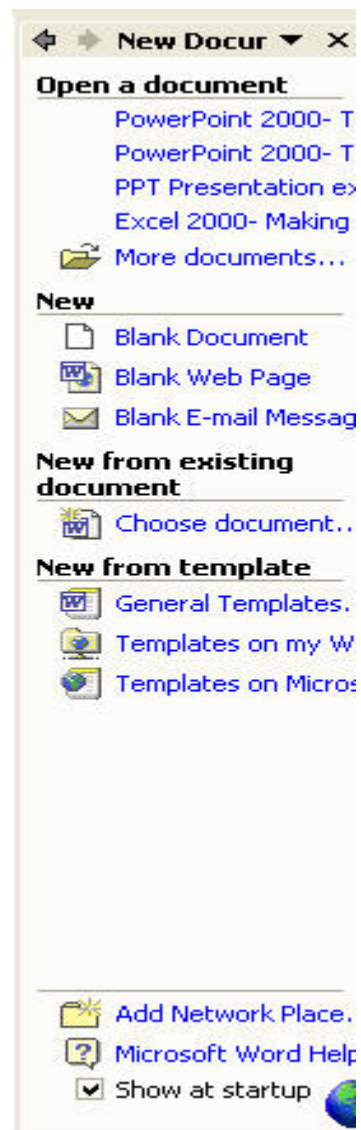 New Docur
Open a document
PowerPoint 2000- T
PowerPoint 2000- T
PPT Presentation ex
Excel 2000- Making
More documents...
New
Blank Document
Blank Web Page
Blank E-mail Messag
New from existing
document
Choose document..
New from template
General Templates.
Templates on my W
Templates on Micros
Add Network Place.
Microsoft Word Help
Show at startup